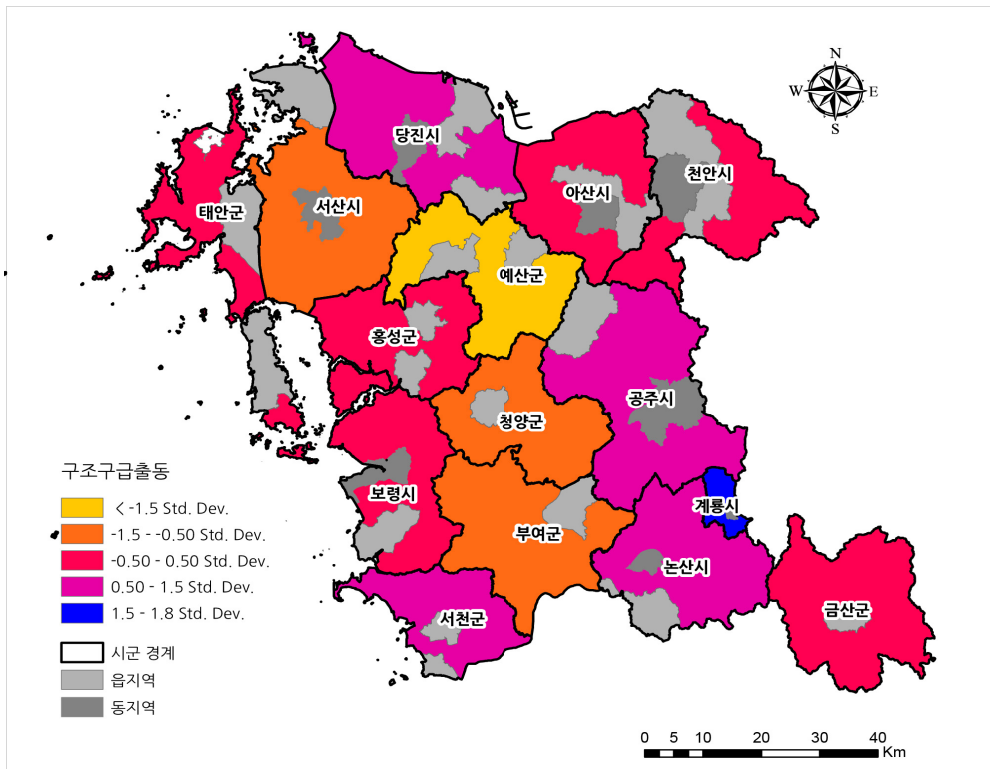 N
W E
S
당진시
천안시
아산시
서산시
태안군
예산군
홍성군
공주시
청양군
보령시
계룡시
부여군
논산시
금산군
서천군
구조구급출동
< -1.5 Std. Dev.
-1.5 - -0.50 Std. Dev.
-0.50 - 0.50 Std. Dev.
0.50 - 1.5 Std. Dev.
1.5 - 1.8 Std. Dev.
시군 경계
읍지역
동지역
0 5 10 20 30 40
Km